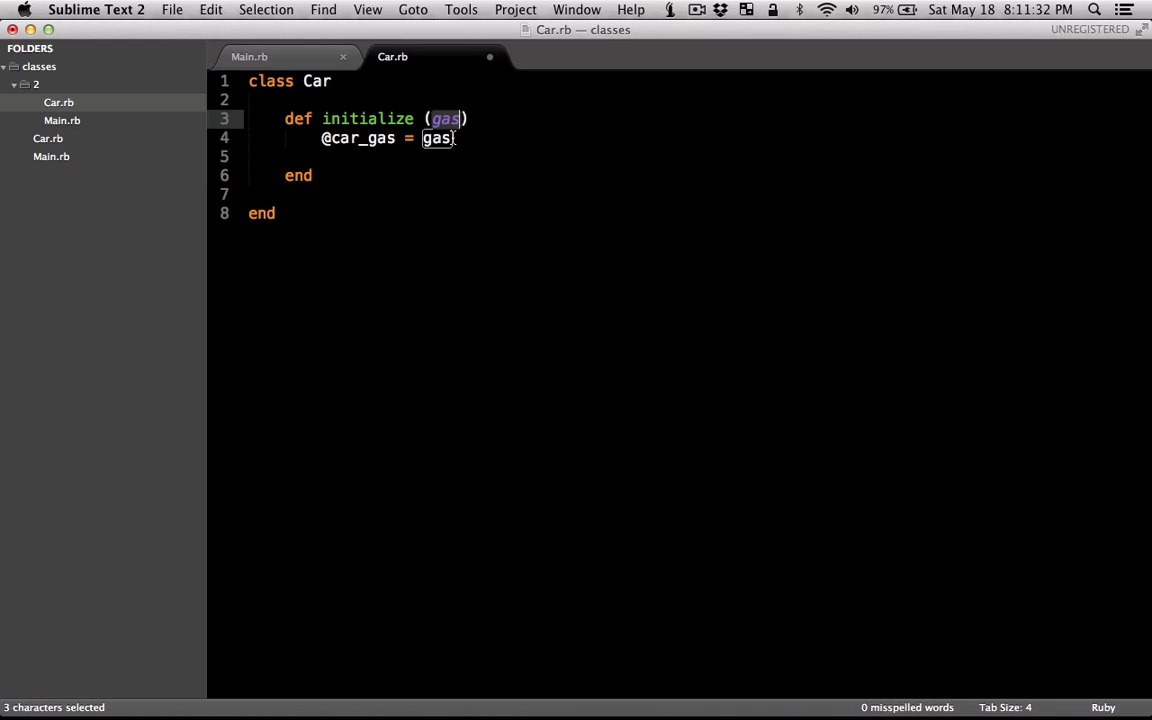 Sublime Text 2 File Edit Selection Find View Goto Tools Project Window Help 97% Sat May 18 8:11:32 PM
Car.rb — classes UNREGISTERED
FOLDERS
classes
2
Car.rb
Main.rb
Car.rb
Main.rb
Main.rb × Car.rb
1 class Car
2
3 def initialize (gas)
4 @car_gas = gas
5
6 end
7
8 end
3 characters selected 0 misspelled words Tab Size: 4 Ruby